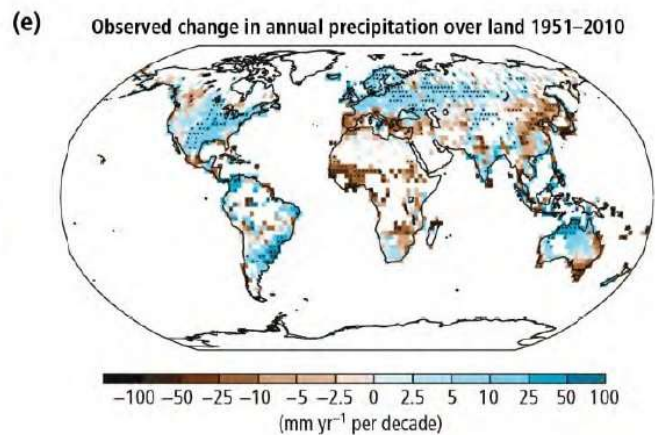 (e) Observed change in annual precipitation over land 1951–2010
−100 −50 −25 −10 −5 −2.5 0 2.5 5 10 25 50 100
(mm yr⁻¹ per decade)